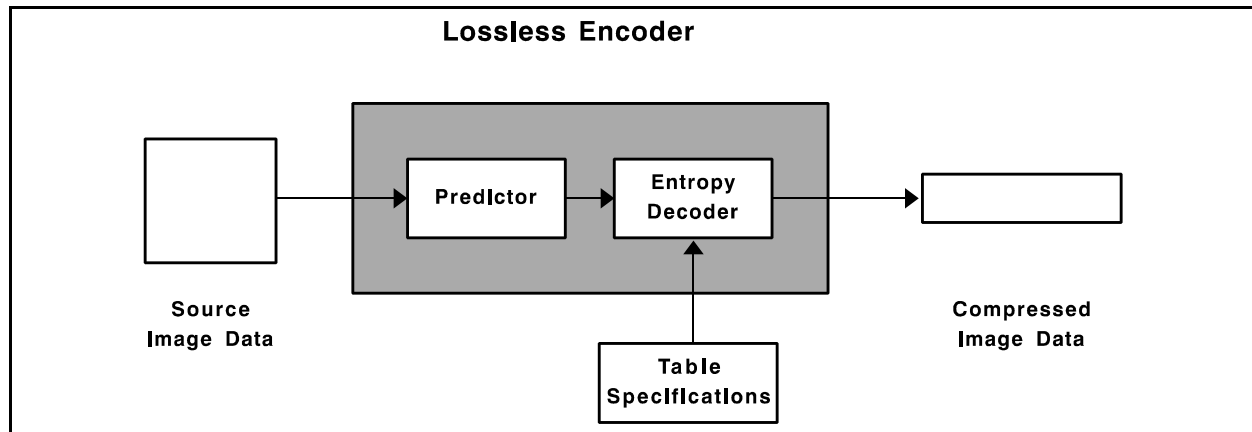 Lossless Encoder
Predictor
Entropy
Decoder
Source
Image Data
Compressed
Image Data
Table
Specifications